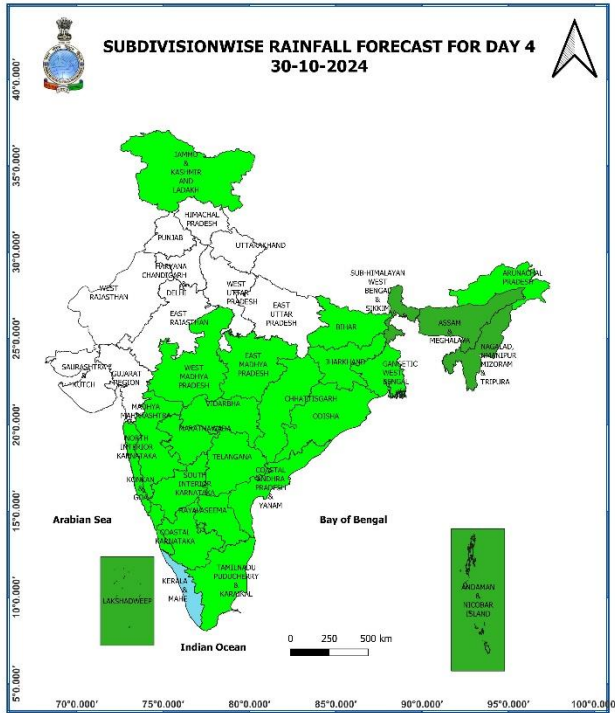 SUBDIVISIONWISE RAINFALL FORECAST FOR DAY 4
30-10-2024
40°0.000'
35°0.000'
30°0.000'
25°0.000'
20°0.000'
15°0.000'
10°0.000'
5°0.000'
JAMMU
&
KASHMIR
AND
LADAKH
HIMACHAL
PRADESH
PUNJAB
UTTARAKHAND
HARYANA
CHANDIGARH
&
DELHI
WEST
RAJASTHAN
WEST
UTTAR
PRADESH
EAST
RAJASTHAN
EAST
UTTAR
PRADESH
SUB-HIMALAYAN
WEST
BENGAL
&
SIKKIM
ARUNACHAL
PRADESH
ASSAM
&
MEGHALAYA
NAGALAD,
MANIPUR
MIZORAM
&
TRIPURA
BIHAR
JHARKHAND
GANGETIC
WEST
BENGAL
SAURASHTRA
&
KUTCH
GUJARAT
REGION
WEST
MADHYA
PRADESH
EAST
MADHYA
PRADESH
CHHATTISGARH
ODISHA
VIDARBHA
MADHYA
MAHARASHTRA
MARATHAWADA
NORTH
INTERIOR
KARNATAKA
TELANGANA
KONKAN
&
GOA
SOUTH
INTERIOR
KARNATAKA
COASTAL
ANDHRA
PRADESH
&
YANAM
RAYALASEEMA
COASTAL
KARNATAKA
TAMILNADU
PUDUCHERRY
&
KARAIKAL
KERALA
&
MAHE
LAKSHADWEEP
ANDAMAN
&
NICOBAR
ISLAND
Arabian Sea
Bay of Bengal
Indian Ocean
0 250 500 km
70°0.000' 75°0.000' 80°0.000' 85°0.000' 90°0.000' 95°0.000' 100°0.00